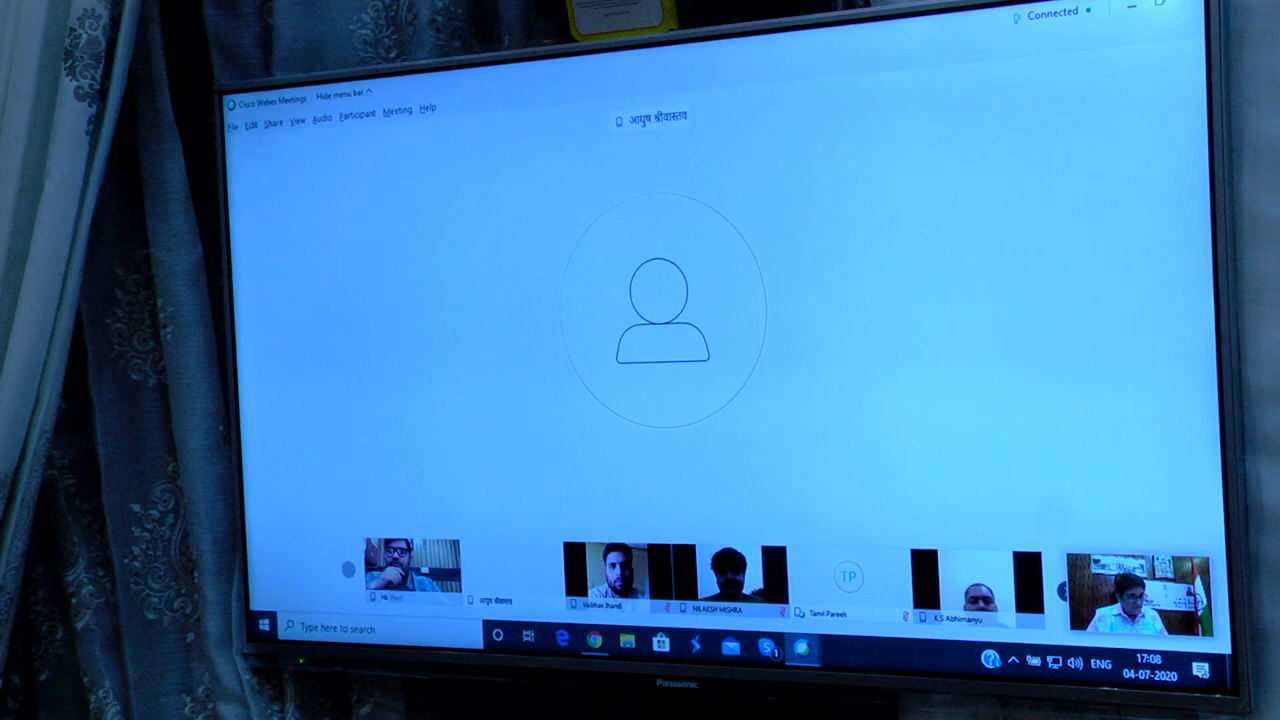 Connected
Cisco Webex Meetings Hide menu bar
File Edit Share View Audio Participant Meeting Help
आयुष श्रीवास्तव
आयुष श्रीवास्तव
Vaibhav Jhandi
NILAKSH MISHRA
TP
Tanvi Pareek
K S Abhimanyu
Type here to search
1
ENG
17:08
04-07-2020
Panasonic